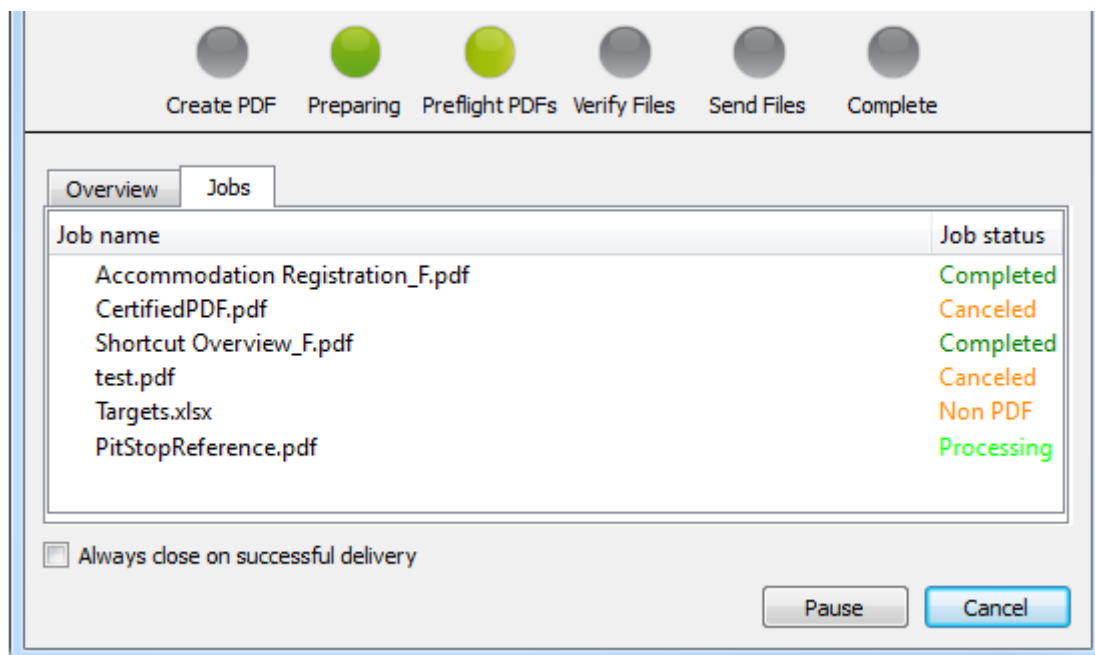 Create PDF Preparing Preflight PDFs Verify Files Send Files Complete
Overview Jobs
Job name Job status
Accommodation Registration_F.pdf Completed
CertifiedPDF.pdf Canceled
Shortcut Overview_F.pdf Completed
test.pdf Canceled
Targets.xlsx Non PDF
PitStopReference.pdf Processing
Always close on successful delivery
Pause Cancel